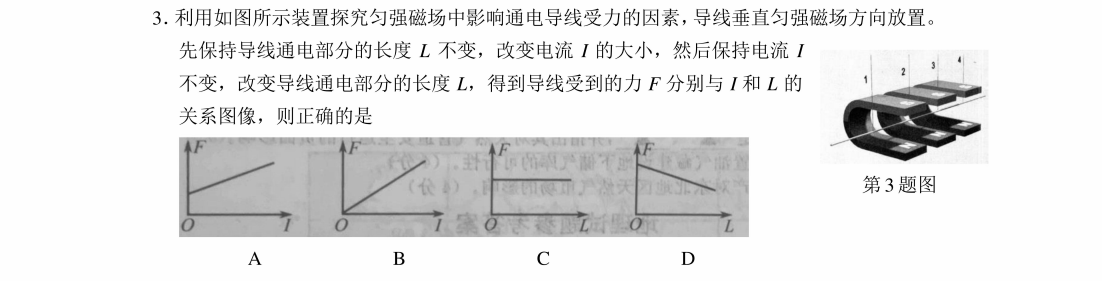 3. 利用如图所示装置探究匀强磁场中影响通电导线受力的因素，导线垂直匀强磁场方向放置。
先保持导线通电部分的长度 L 不变，改变电流 I 的大小，然后保持电流 I
不变，改变导线通电部分的长度 L，得到导线受到的力 F 分别与 I 和 L 的
关系图像，则正确的是
1 2 3 4
第 3 题图
F F F F
O I O I O L O L
A B C D